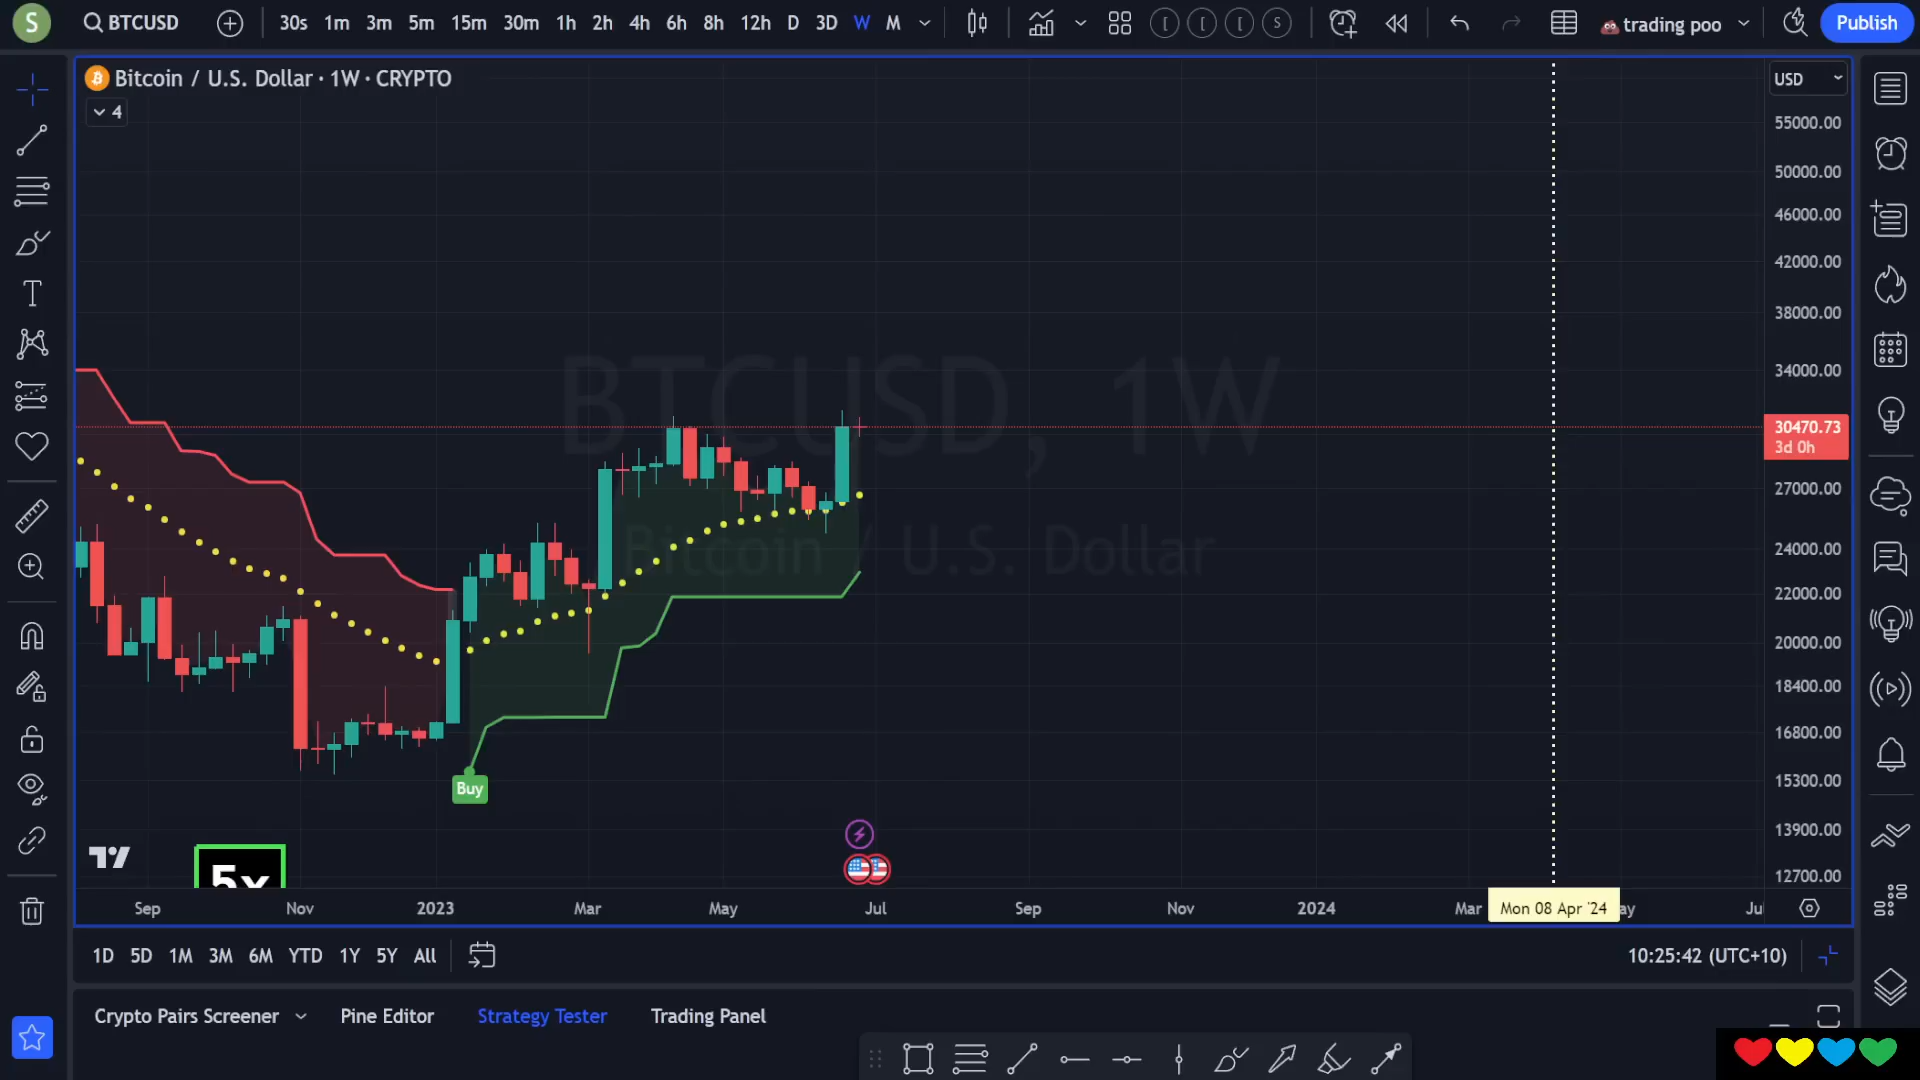 S
BTCUSD
30s 1m 3m 5m 15m 30m 1h 2h 4h 6h 8h 12h D 3D W M
trading poo
Publish
Bitcoin / U.S. Dollar · 1W · CRYPTO
4
USD
55000.00
50000.00
46000.00
42000.00
38000.00
34000.00
30470.73
3d 0h
27000.00
24000.00
22000.00
20000.00
18400.00
16800.00
15300.00
13900.00
12700.00
BTCUSD, 1W
Bitcoin / U.S. Dollar
Buy
5x
Sep Nov 2023 Mar May Jul Sep Nov 2024 Mar Mon 08 Apr '24 ay Jul
1D 5D 1M 3M 6M YTD 1Y 5Y All
10:25:42 (UTC+10)
Crypto Pairs Screener Pine Editor Strategy Tester Trading Panel